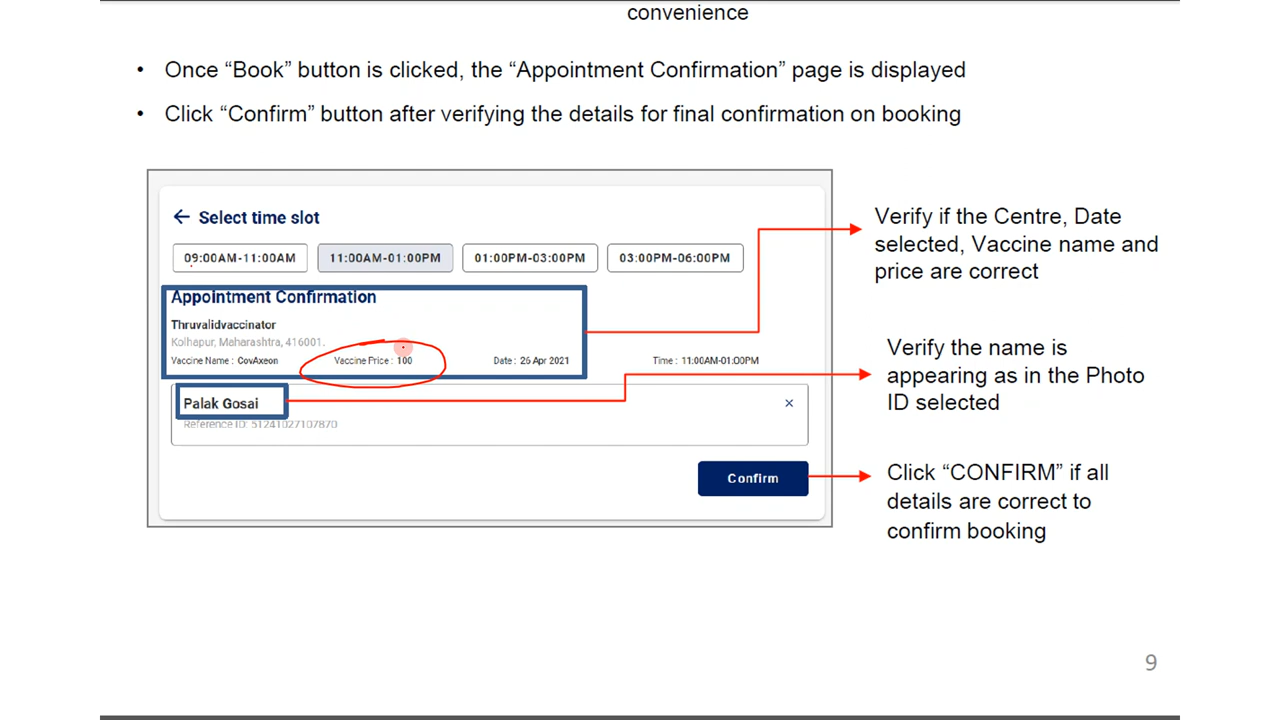 convenience
• Once “Book” button is clicked, the “Appointment Confirmation” page is displayed
• Click “Confirm” button after verifying the details for final confirmation on booking
← Select time slot
09:00AM-11:00AM 11:00AM-01:00PM 01:00PM-03:00PM 03:00PM-06:00PM
Appointment Confirmation
Thruvalidvaccinator
Kolhapur, Maharashtra, 416001.
Vaccine Name : CovAxeon Vaccine Price : 100 Date : 26 Apr 2021 Time : 11:00AM-01:00PM
Palak Gosai ×
Reference ID: 51241027107870
Confirm
Verify if the Centre, Date
selected, Vaccine name and
price are correct
Verify the name is
appearing as in the Photo
ID selected
Click “CONFIRM” if all
details are correct to
confirm booking
9